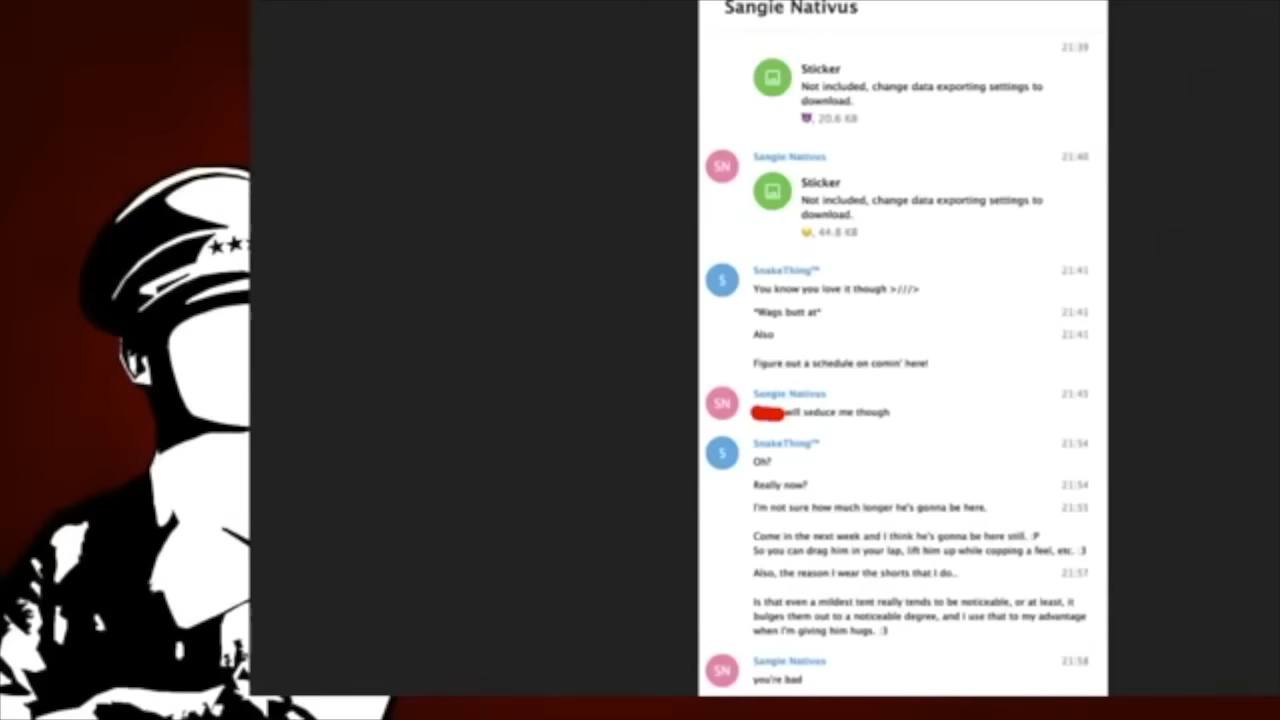 Sangie Nativus
21:39
Sticker
Not included, change data exporting settings to
download.
😈, 20.6 KB
Sangie Nativus 21:40
SN
Sticker
Not included, change data exporting settings to
download.
44.8 KB
SnakeThing™ 21:41
S
You know you love it though >///>
*Wags butt at* 21:41
Also 21:41
Figure out a schedule on comin' here!
Sangie Nativus 21:45
SN
will seduce me though
SnakeThing™ 21:54
S
Oh?
Really now? 21:54
I'm not sure how much longer he's gonna be here. 21:55
Come in the next week and I think he's gonna be here still. :P
So you can drag him in your lap, lift him up while copping a feel, etc. :3
Also, the reason I wear the shorts that I do.. 21:57
Is that even a mildest tent really tends to be noticeable, or at least, it
bulges them out to a noticeable degree, and I use that to my advantage
when I'm giving him hugs. :3
Sangie Nativus 21:58
SN
you're bad